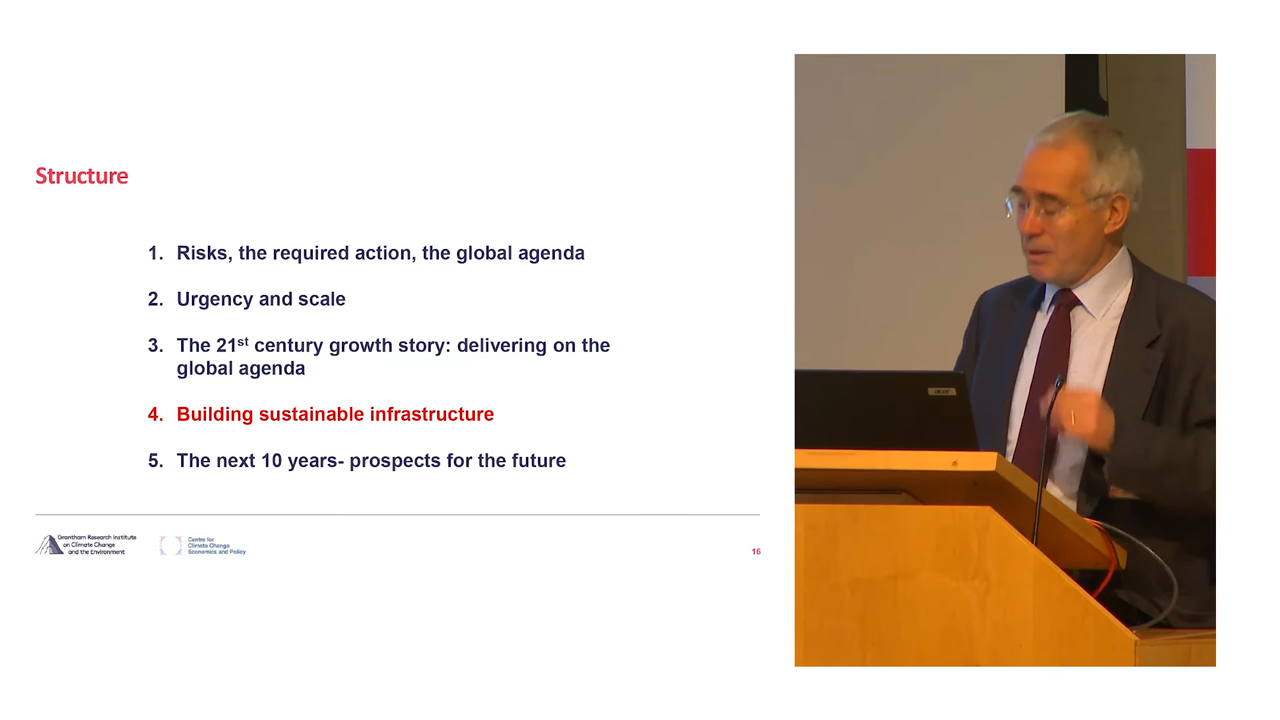 Structure
1. Risks, the required action, the global agenda
2. Urgency and scale
3. The 21st century growth story: delivering on the
global agenda
4. Building sustainable infrastructure
5. The next 10 years- prospects for the future
Grantham Research Institute
on Climate Change
and the Environment
Centre for
Climate Change
Economics and Policy
16
acer